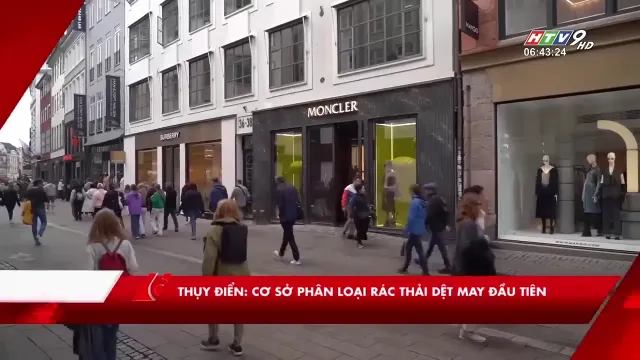 HTV9 HD
06:43:24
MONCLER
BURBERRY
THỤY ĐIỂN: CƠ SỞ PHÂN LOẠI RÁC THẢI DỆT MAY ĐẦU TIÊN